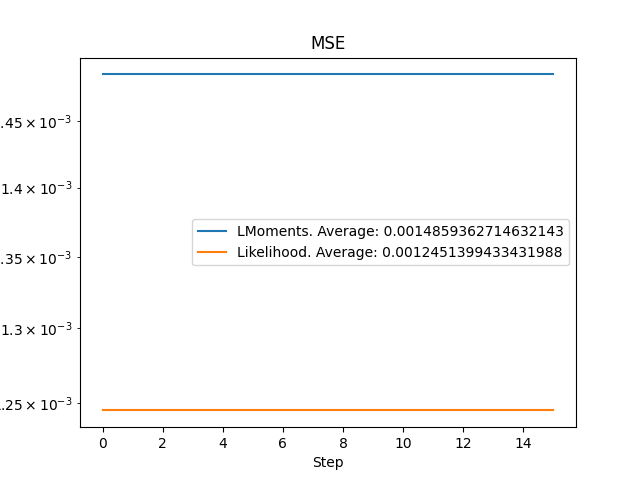 MSE
.45 × 10⁻³
1.4 × 10⁻³
.35 × 10⁻³
1.3 × 10⁻³
.25 × 10⁻³
LMoments. Average: 0.0014859362714632143
Likelihood. Average: 0.0012451399433431988
0 2 4 6 8 10 12 14
Step